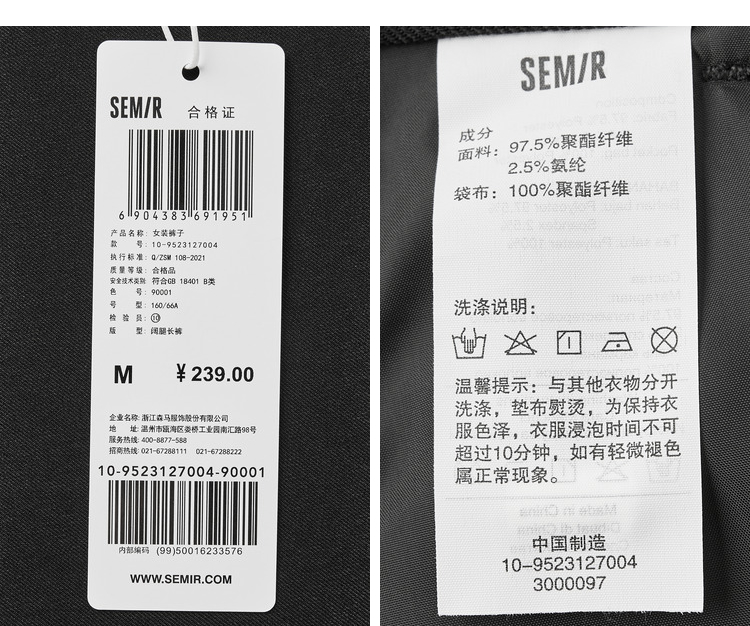 SEMIR 合格证
6 904383 691951
产品名称: 女装裤子
款 号: 10-9523127004
执行标准: Q/ZSM 108-2021
质量等级: 合格品
安全技术类别: 符合GB 18401 B类
色 号: 90001
号 型: 160/66A
检 验 员: ⑩
版 型: 阔腿长裤
M ¥239.00
企业名称: 浙江森马服饰股份有限公司
地 址: 温州市瓯海区娄桥工业园南汇路98号
服务热线: 400-8877-588
招商热线: 021-67288111 021-67288222
10-9523127004-90001
内部编码 (99)50016233576
WWW.SEMIR.COM
SEMIR
成分
面料: 97.5%聚酯纤维
2.5%氨纶
袋布: 100%聚酯纤维
洗涤说明:
温馨提示: 与其他衣物分开
洗涤, 垫布熨烫, 为保持衣
服色泽, 衣服浸泡时间不可
超过10分钟, 如有轻微褪色
属正常现象。
中国制造
10-9523127004
3000097